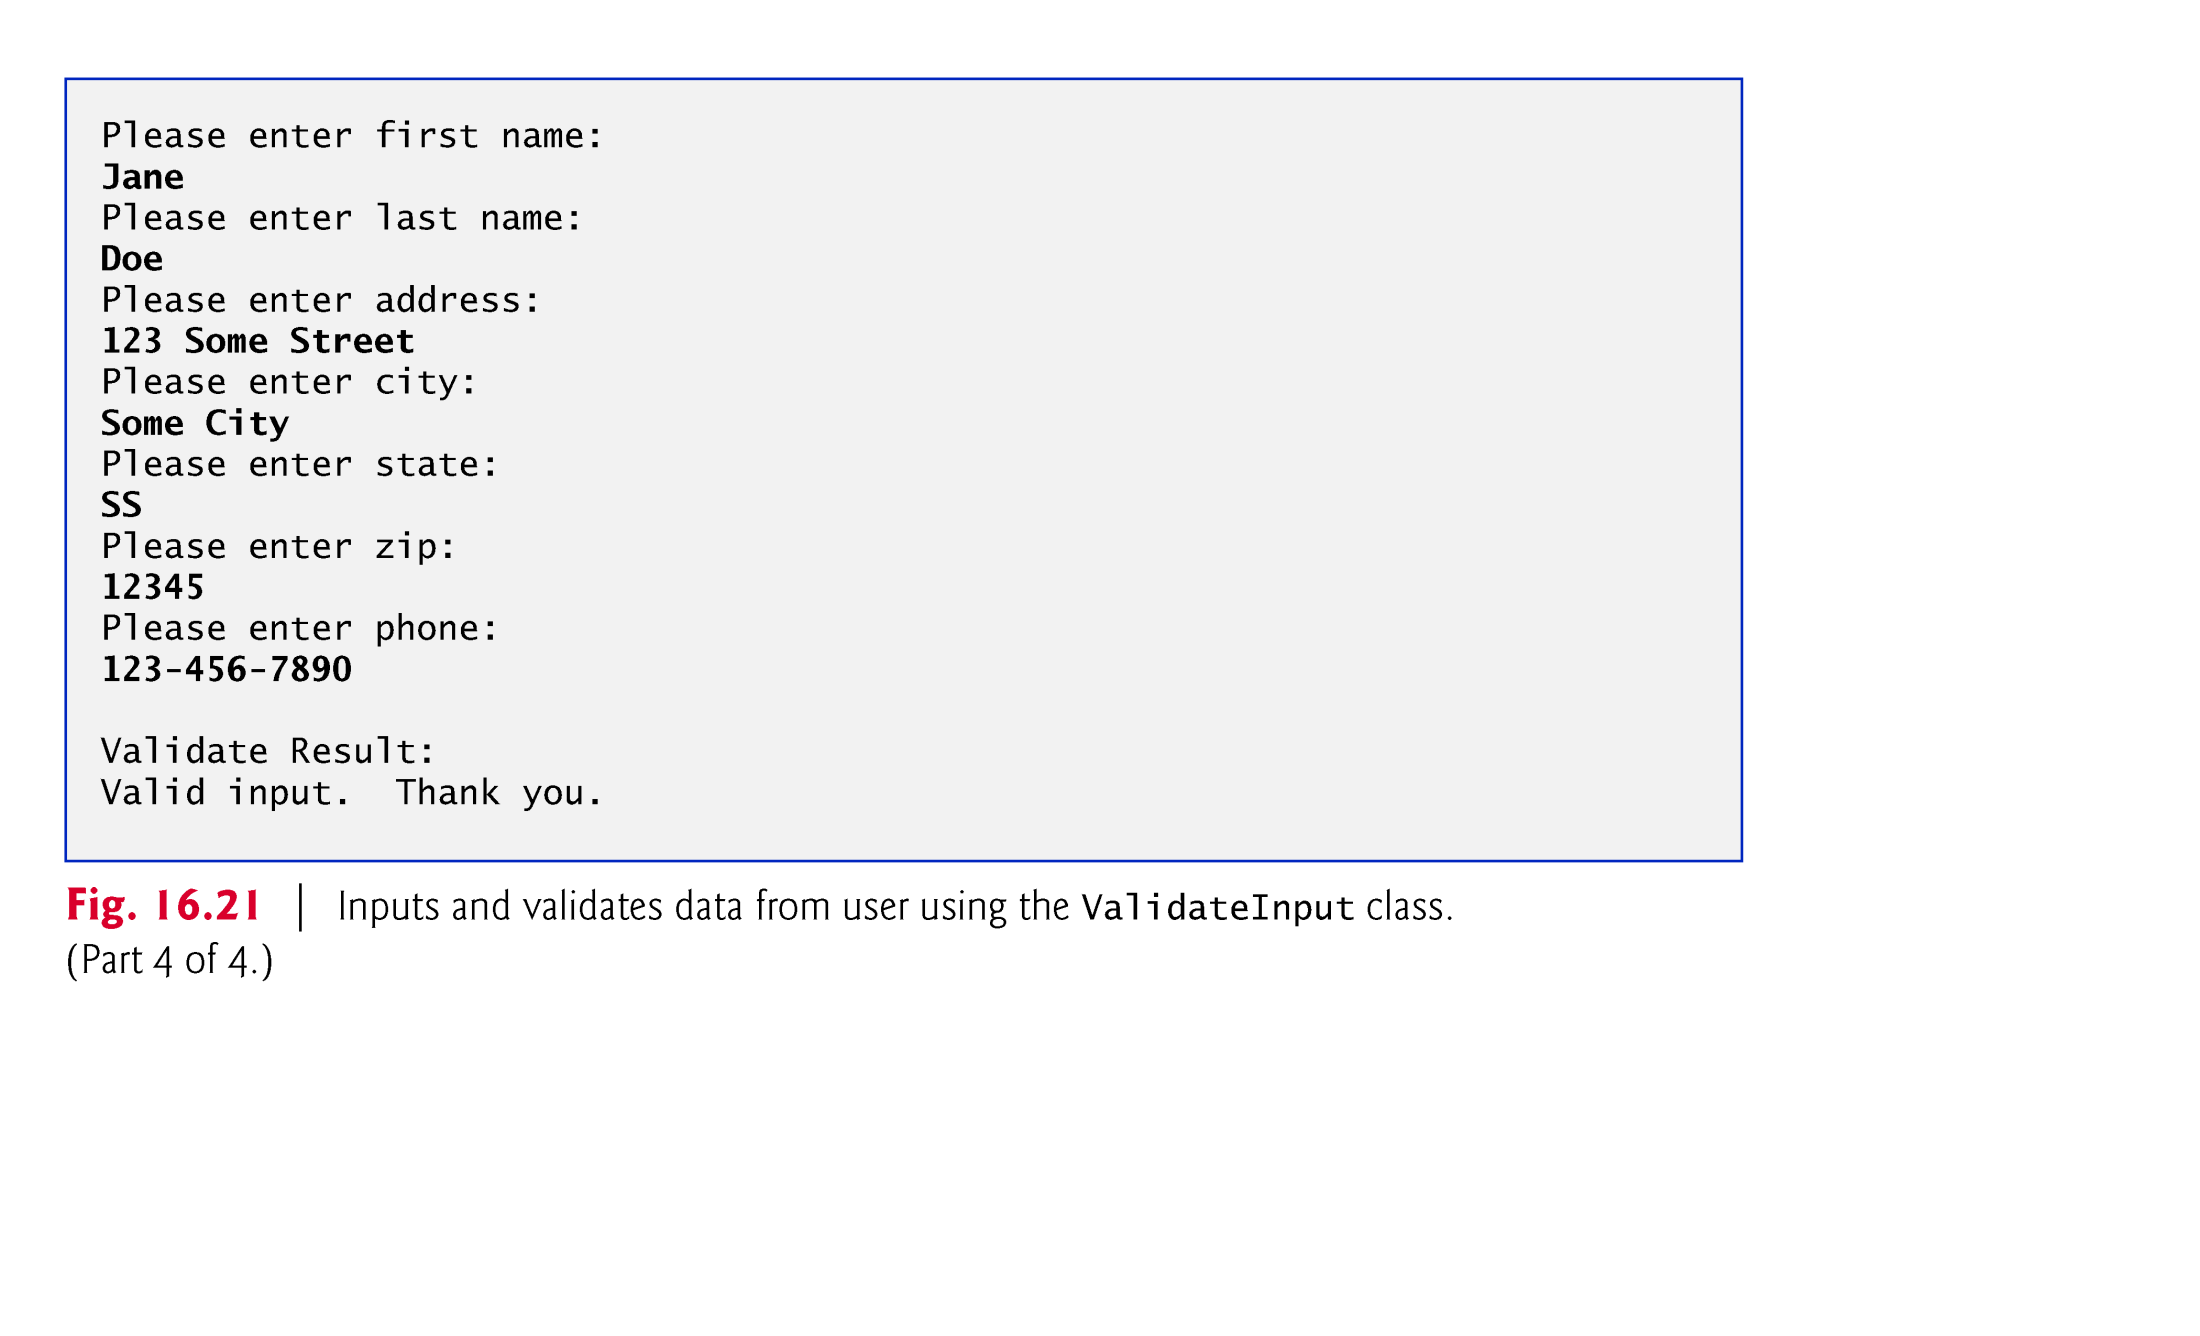 Please enter first name:
Jane
Please enter last name:
Doe
Please enter address:
123 Some Street
Please enter city:
Some City
Please enter state:
SS
Please enter zip:
12345
Please enter phone:
123-456-7890
Validate Result:
Valid input.  Thank you.
Fig. 16.21 | Inputs and validates data from user using the ValidateInput class.
(Part 4 of 4.)